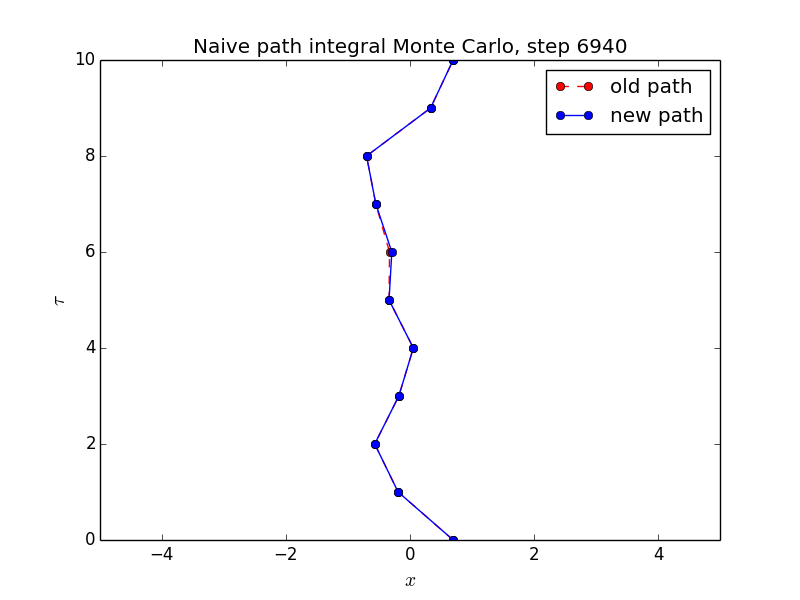 Naive path integral Monte Carlo, step 6940
old path
new path
10
8
6
4
2
0
τ
−4 −2 0 2 4
x